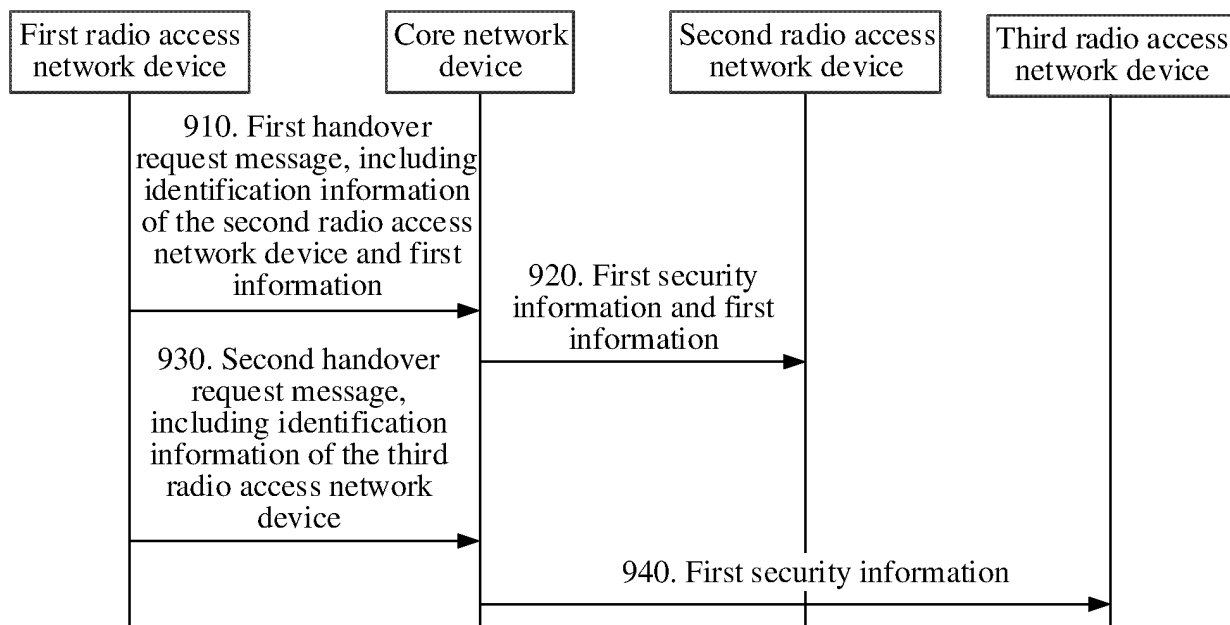 First radio access
network device
Core network
device
Second radio access
network device
Third radio access
network device
910. First handover
request message, including
identification information
of the second radio access
network device and first
information
920. First security
information and first
information
930. Second handover
request message,
including identification
information of the third
radio access network
device
940. First security information